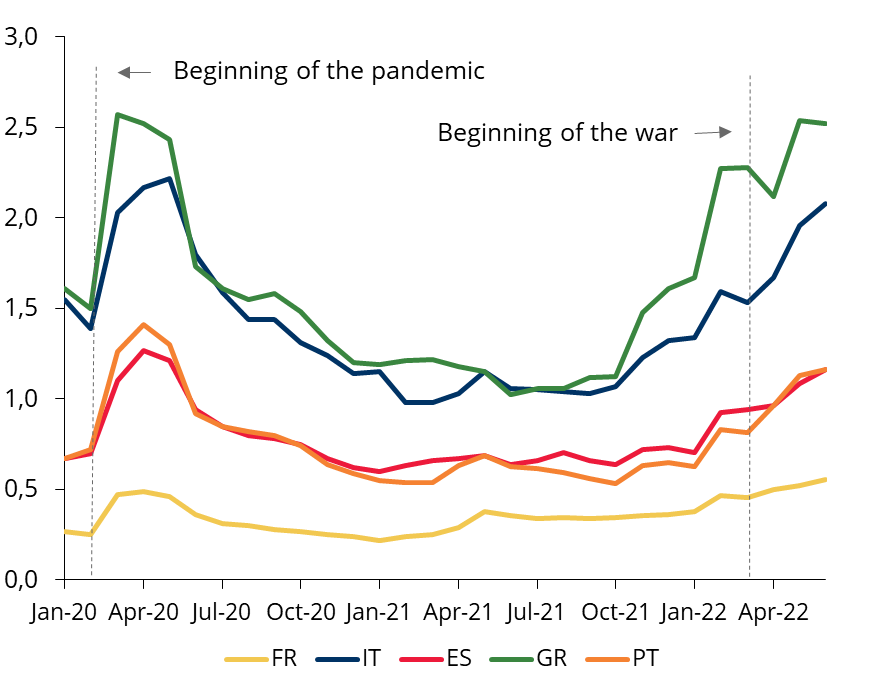 3,0
Beginning of the pandemic
2,5
Beginning of the war
2,0
1,5
1,0
0,5
0,0
Jan-20 Apr-20 Jul-20 Oct-20 Jan-21 Apr-21 Jul-21 Oct-21 Jan-22 Apr-22
FR IT ES GR PT